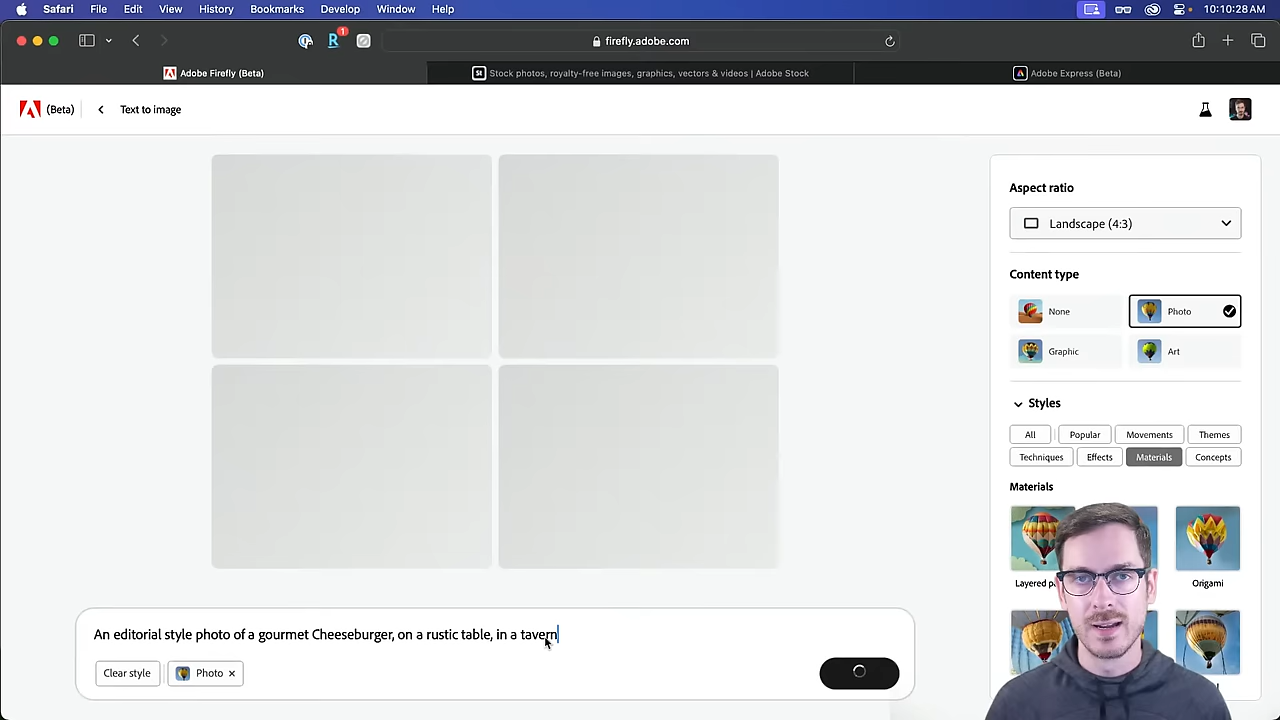 Safari File Edit View History Bookmarks Develop Window Help 10:10:28 AM
R 1 firefly.adobe.com
Adobe Firefly (Beta) St Stock photos, royalty-free images, graphics, vectors & videos | Adobe Stock Adobe Express (Beta)
(Beta) Text to image
Aspect ratio
Landscape (4:3)
Content type
None Photo
Graphic Art
Styles
All Popular Movements Themes
Techniques Effects Materials Concepts
Materials
Layered Origami
An editorial style photo of a gourmet Cheeseburger, on a rustic table, in a tavern
Clear style Photo ×